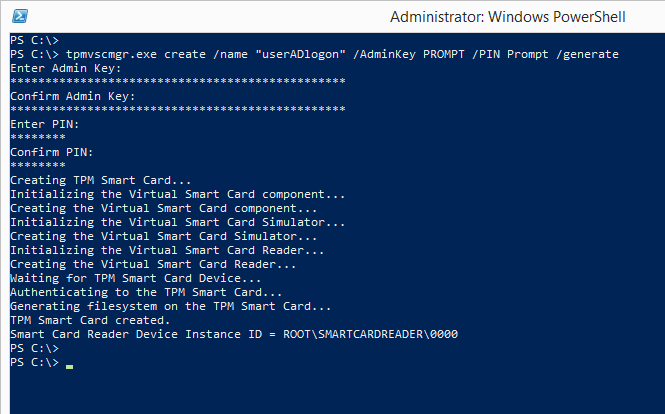 Administrator: Windows PowerShell
PS C:\>
PS C:\> tpmvscmgr.exe create /name "userADlogon" /AdminKey PROMPT /PIN Prompt /generate
Enter Admin Key:
************************************************
Confirm Admin Key:
************************************************
Enter PIN:
********
Confirm PIN:
********
Creating TPM Smart Card...
Initializing the Virtual Smart Card component...
Creating the Virtual Smart Card component...
Initializing the Virtual Smart Card Simulator...
Creating the Virtual Smart Card Simulator...
Initializing the Virtual Smart Card Reader...
Creating the Virtual Smart Card Reader...
Waiting for TPM Smart Card Device...
Authenticating to the TPM Smart Card...
Generating filesystem on the TPM Smart Card...
TPM Smart Card created.
Smart Card Reader Device Instance ID = ROOT\SMARTCARDREADER\0000
PS C:\>
PS C:\>